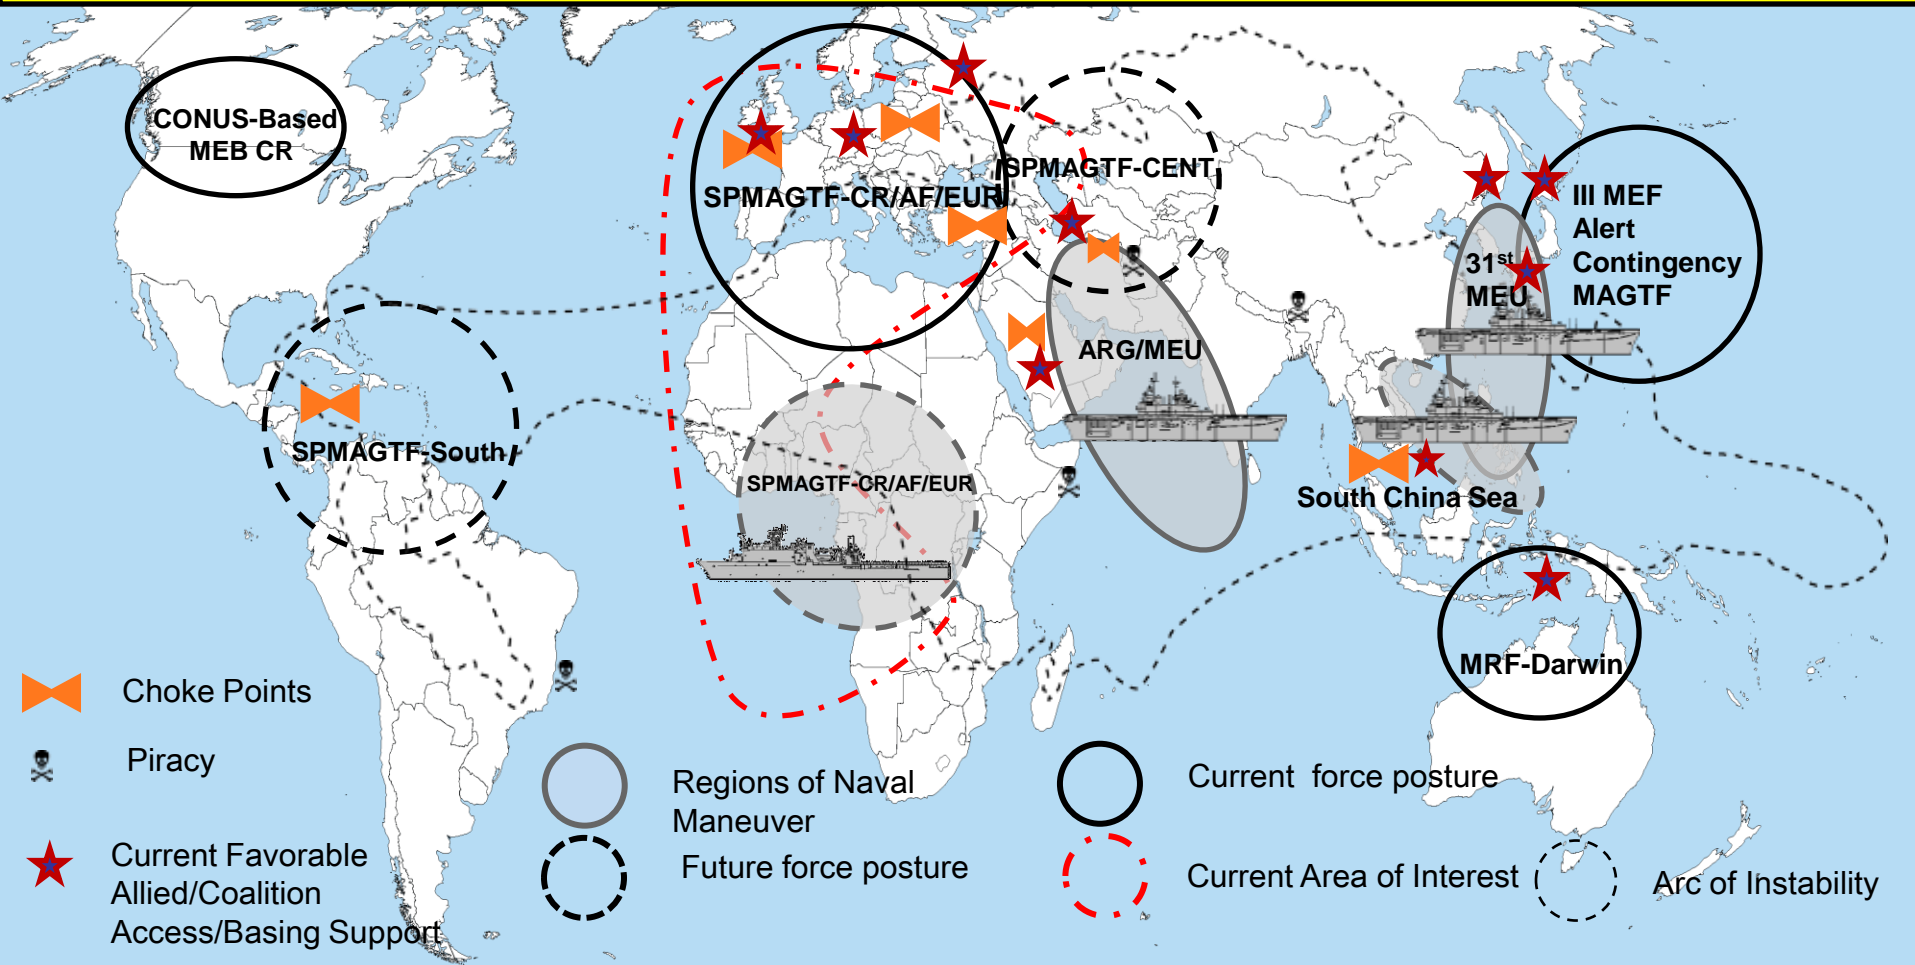 CONUS-Based
MEB CR
SPMAGTF-CR/AF/EUR
SPMAGTF-CENT
III MEF
Alert
Contingency
MAGTF
31st
MEU
ARG/MEU
SPMAGTF-South
SPMAGTF-CR/AF/EUR
South China Sea
MRF-Darwin
Choke Points
Piracy
Current Favorable
Allied/Coalition
Access/Basing Support
Regions of Naval
Maneuver
Future force posture
Current force posture
Current Area of Interest
Arc of Instability